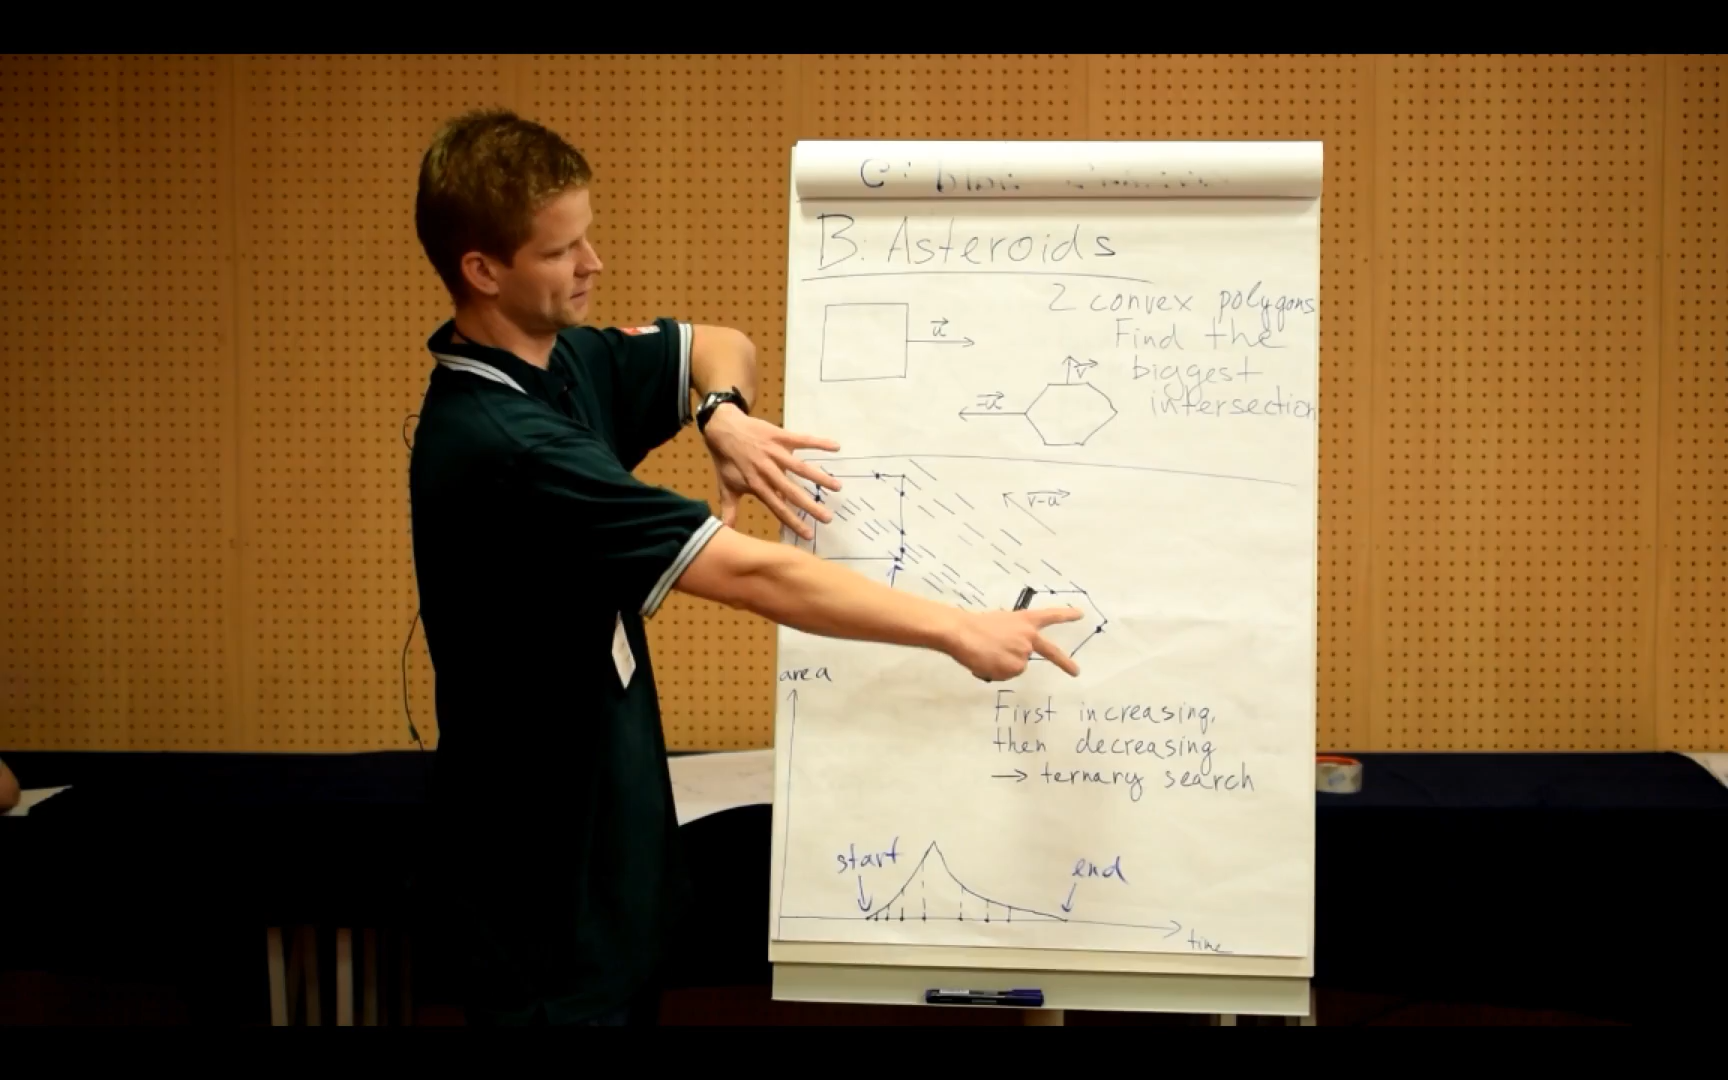 B: Asteroids
2 convex polygons
Find the
biggest
intersection
u
v
-u
v-u
area
First increasing,
then decreasing
→ ternary search
start
end
time